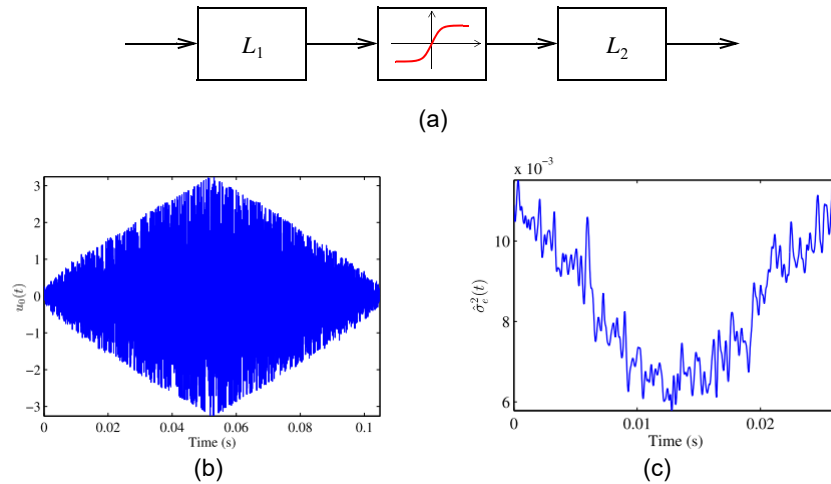 L₁
L₂
(a)
3
2
1
0
−1
−2
−3
0
0.02
0.04
0.06
0.08
0.1
u₀(t)
Time (s)
(b)
x 10⁻³
10
8
6
0
0.01
0.02
σ̂ₑ²(t)
Time (s)
(c)